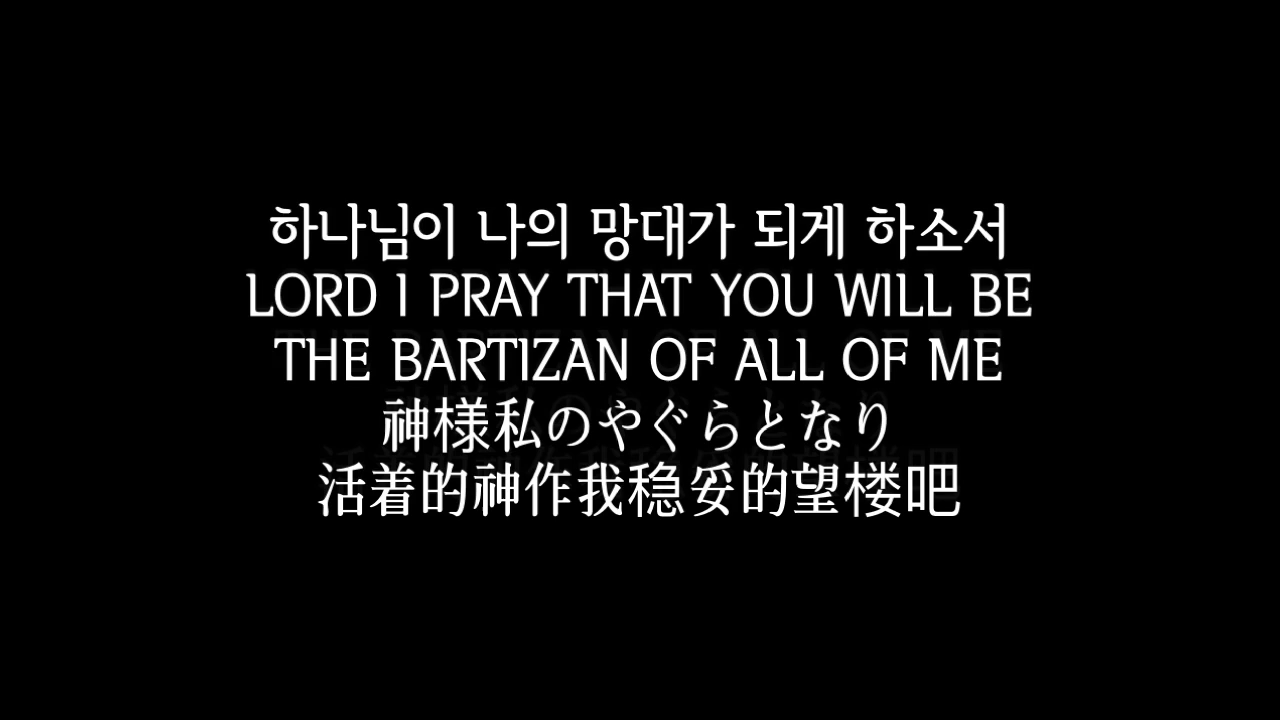 하나님이 나의 망대가 되게 하소서
LORD I PRAY THAT YOU WILL BE
THE BARTIZAN OF ALL OF ME
神様私のやぐらとなり
活着的神作我稳妥的望楼吧